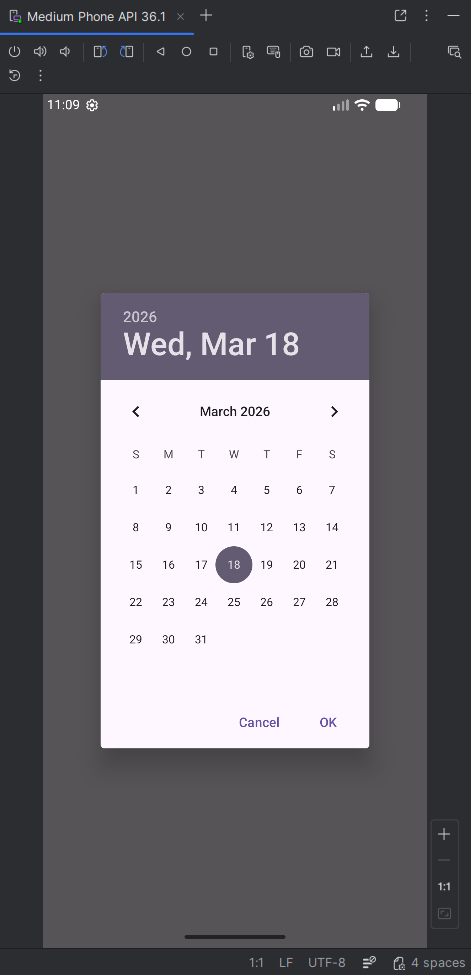 Medium Phone API 36.1
11:09
2026
Wed, Mar 18
March 2026
S M T W T F S
1 2 3 4 5 6 7
8 9 10 11 12 13 14
15 16 17 18 19 20 21
22 23 24 25 26 27 28
29 30 31
Cancel OK
1:1
1:1 LF UTF-8 4 spaces